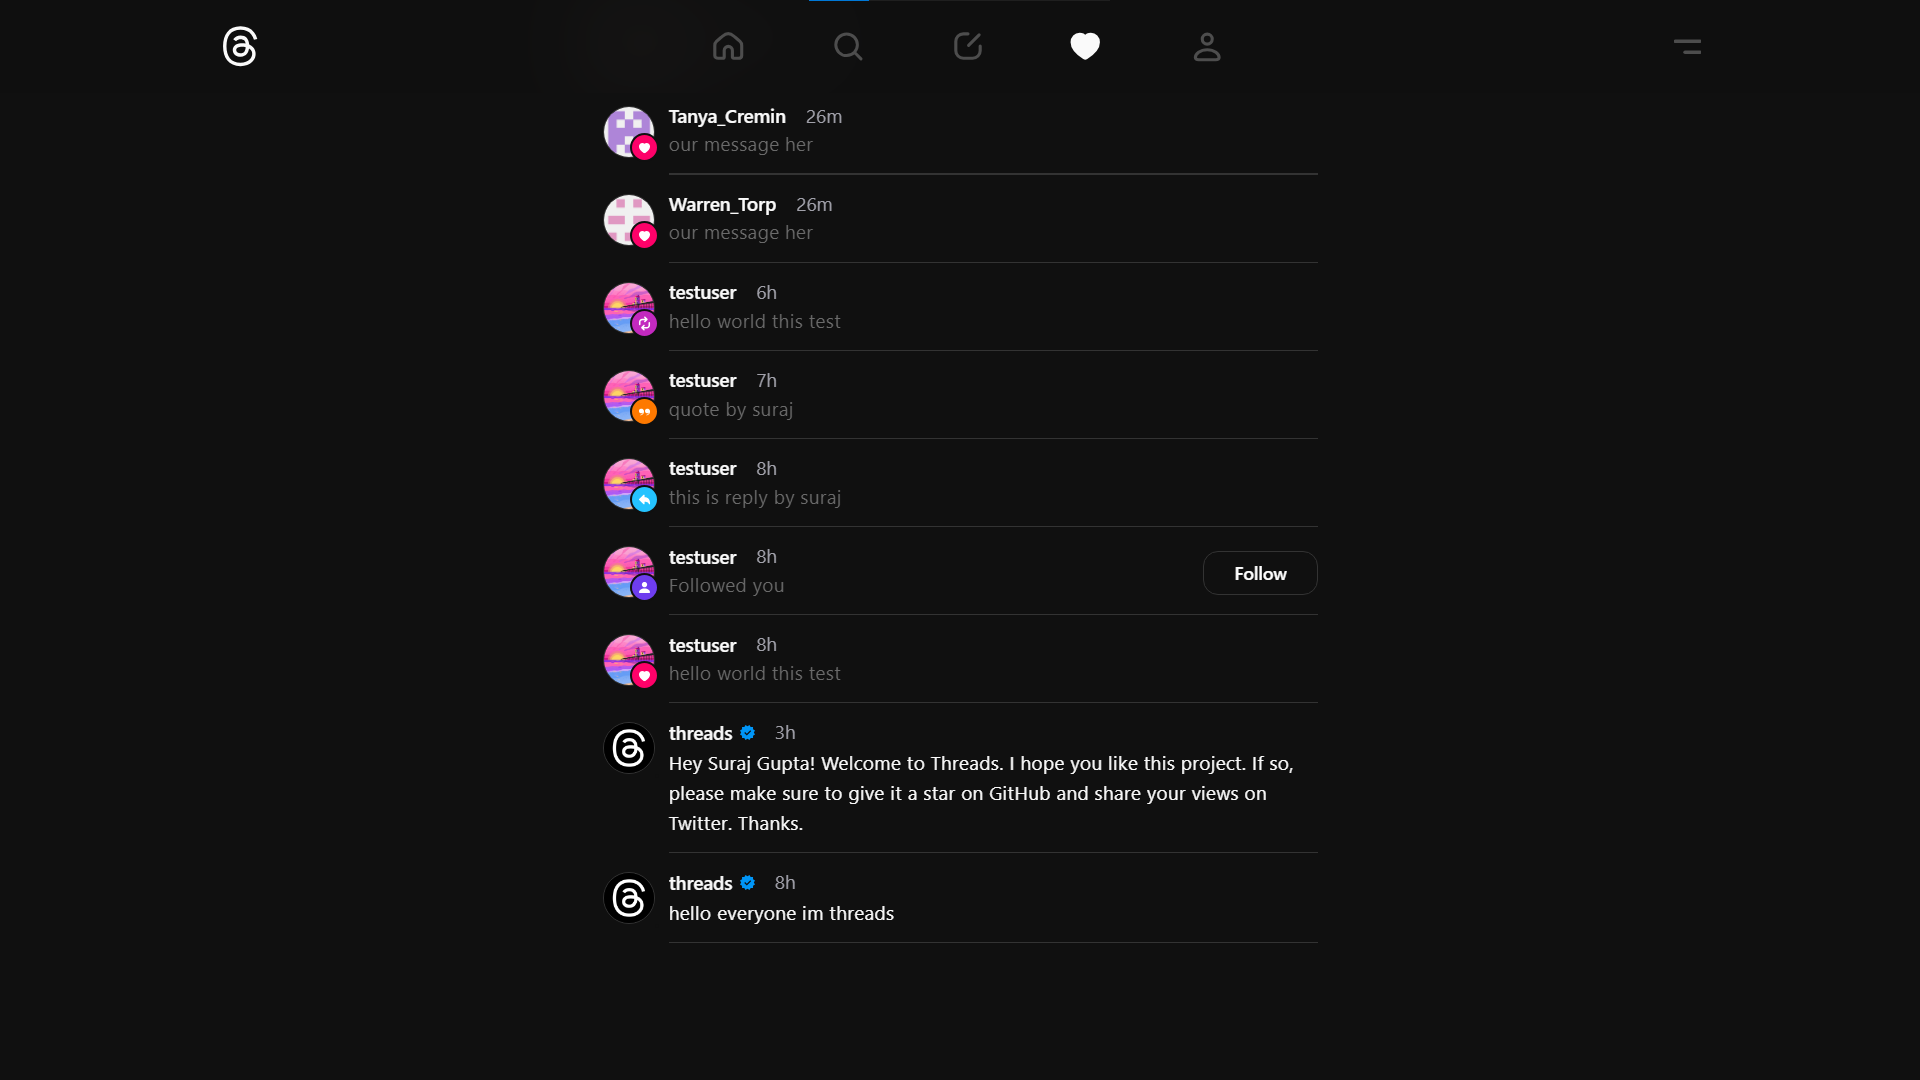 Tanya_Cremin 26m
our message her
Warren_Torp 26m
our message her
testuser 6h
hello world this test
testuser 7h
quote by suraj
testuser 8h
this is reply by suraj
testuser 8h
Followed you
Follow
testuser 8h
hello world this test
threads 3h
Hey Suraj Gupta! Welcome to Threads. I hope you like this project. If so,
please make sure to give it a star on GitHub and share your views on
Twitter. Thanks.
threads 8h
hello everyone im threads